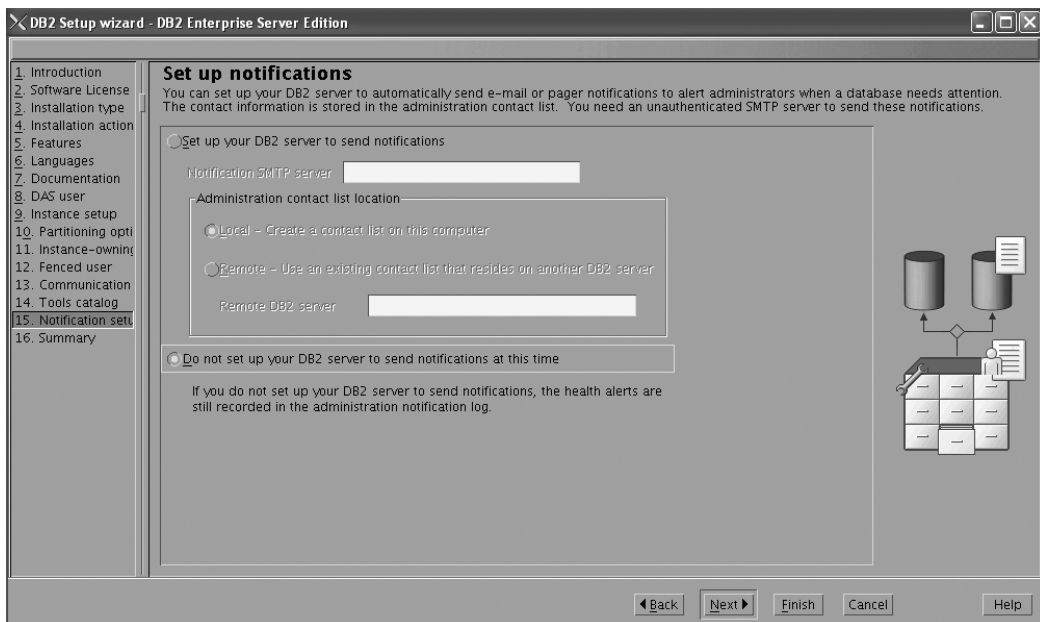 DB2 Setup wizard - DB2 Enterprise Server Edition
1. Introduction
2. Software License
3. Installation type
4. Installation action
5. Features
6. Languages
7. Documentation
8. DAS user
9. Instance setup
10. Partitioning opti
11. Instance-owning
12. Fenced user
13. Communication
14. Tools catalog
15. Notification setu
16. Summary
Set up notifications
You can set up your DB2 server to automatically send e-mail or pager notifications to alert administrators when a database needs attention.
The contact information is stored in the administration contact list. You need an unauthenticated SMTP server to send these notifications.
Set up your DB2 server to send notifications
Notification SMTP server
Administration contact list location
Local - Create a contact list on this computer
Remote - Use an existing contact list that resides on another DB2 server
Remote DB2 server
Do not set up your DB2 server to send notifications at this time
If you do not set up your DB2 server to send notifications, the health alerts are
still recorded in the administration notification log.
Back Next Finish Cancel Help